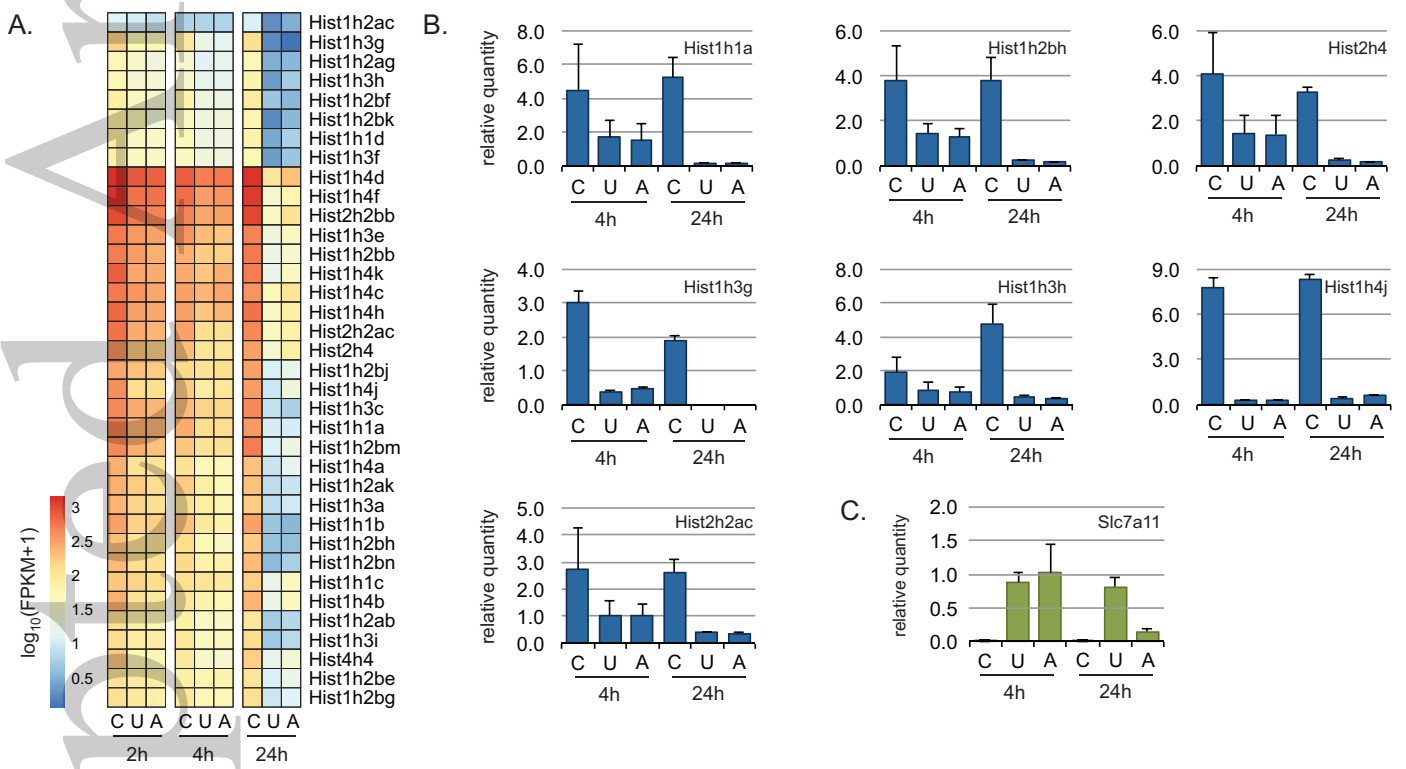 A.
Hist1h2ac
Hist1h3g
Hist1h2ag
Hist1h3h
Hist1h2bf
Hist1h2bk
Hist1h1d
Hist1h3f
Hist1h4d
Hist1h4f
Hist2h2bb
Hist1h3e
Hist1h2bb
Hist1h4k
Hist1h4c
Hist1h4h
Hist2h2ac
Hist2h4
Hist1h2bj
Hist1h4j
Hist1h3c
Hist1h1a
Hist1h2bm
Hist1h4a
Hist1h2ak
Hist1h3a
Hist1h1b
Hist1h2bh
Hist1h2bn
Hist1h1c
Hist1h4b
Hist1h2ab
Hist1h3i
Hist4h4
Hist1h2be
Hist1h2bg
log10(FPKM+1)
3
2.5
2
1.5
1
0.5
C U A C U A C U A
2h 4h 24h
B.
relative quantity
8.0
6.0
4.0
2.0
0.0
Hist1h1a
C U A C U A
4h 24h
6.0
4.0
2.0
0.0
Hist1h2bh
C U A C U A
4h 24h
6.0
4.0
2.0
0.0
Hist2h4
C U A C U A
4h 24h
relative quantity
4.0
3.0
2.0
1.0
0.0
Hist1h3g
C U A C U A
4h 24h
8.0
6.0
4.0
2.0
0.0
Hist1h3h
C U A C U A
4h 24h
9.0
6.0
3.0
0.0
Hist1h4j
C U A C U A
4h 24h
relative quantity
5.0
4.0
3.0
2.0
1.0
0.0
Hist2h2ac
C U A C U A
4h 24h
C.
relative quantity
2.0
1.5
1.0
0.5
0.0
Slc7a11
C U A C U A
4h 24h